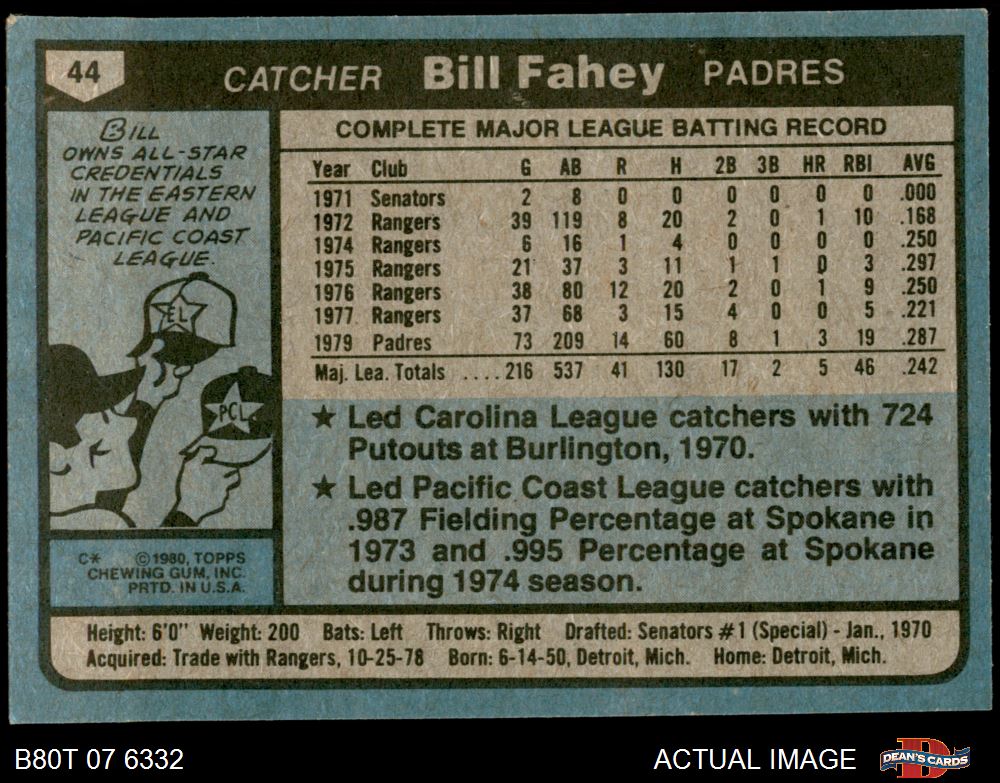 44
CATCHER Bill Fahey PADRES
BILL
OWNS ALL-STAR
CREDENTIALS
IN THE EASTERN
LEAGUE AND
PACIFIC COAST
LEAGUE.
EL
PCL
C* © 1980, TOPPS
CHEWING GUM, INC.
PRTD. IN U.S.A.
COMPLETE MAJOR LEAGUE BATTING RECORD
Year Club G AB R H 2B 3B HR RBI AVG
1971 Senators 2 8 0 0 0 0 0 0 .000
1972 Rangers 39 119 8 20 2 0 1 10 .168
1974 Rangers 6 16 1 4 0 0 0 0 .250
1975 Rangers 21 37 3 11 1 1 0 3 .297
1976 Rangers 38 80 12 20 2 0 1 9 .250
1977 Rangers 37 68 3 15 4 0 0 5 .221
1979 Padres 73 209 14 60 8 1 3 19 .287
Maj. Lea. Totals ....216 537 41 130 17 2 5 46 .242
★ Led Carolina League catchers with 724
Putouts at Burlington, 1970.
★ Led Pacific Coast League catchers with
.987 Fielding Percentage at Spokane in
1973 and .995 Percentage at Spokane
during 1974 season.
Height: 6'0" Weight: 200 Bats: Left Throws: Right Drafted: Senators #1 (Special) - Jan., 1970
Acquired: Trade with Rangers, 10-25-78 Born: 6-14-50, Detroit, Mich. Home: Detroit, Mich.
B80T 07 6332
ACTUAL IMAGE
DEAN'S CARDS